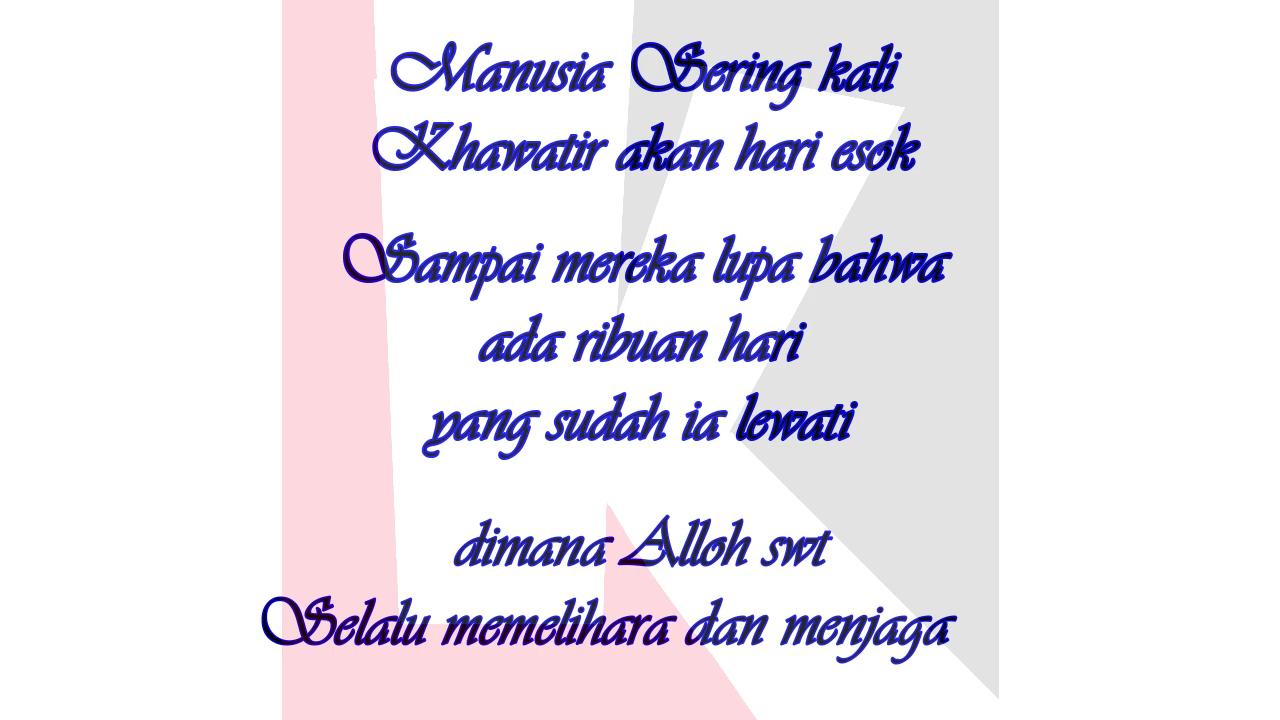 Manusia Sering kali
Khawatir akan hari esok
Sampai mereka lupa bahwa
ada ribuan hari
yang sudah ia lewati
dimana Alloh swt
Selalu memelihara dan menjaga